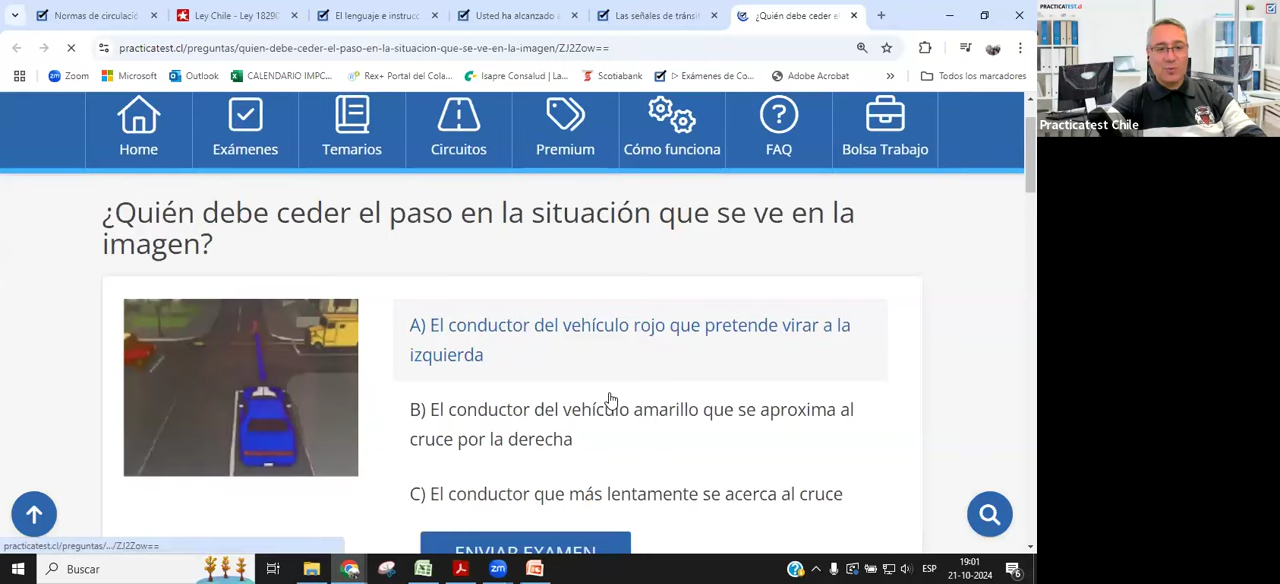 Normas de circulació
Ley Chile - Ley 1829
El lenguaje e instrucc
Usted ha alcanzado
Las señales de tránsit
¿Quién debe ceder el
practicatest.cl/preguntas/quien-debe-ceder-el-paso-en-la-situacion-que-se-ve-en-la-imagen/ZJ2Zow==
Zoom
Microsoft
Outlook
CALENDARIO IMPC...
Rex+ Portal del Cola...
Isapre Consalud | La...
Scotiabank
▷ Exámenes de Co...
Adobe Acrobat
»
Todos los marcadores
PRACTICATEST.cl
Practicatest Chile
Home
Exámenes
Temarios
Circuitos
Premium
Cómo funciona
FAQ
Bolsa Trabajo
¿Quién debe ceder el paso en la situación que se ve en la
imagen?
A) El conductor del vehículo rojo que pretende virar a la
izquierda
B) El conductor del vehículo amarillo que se aproxima al
cruce por la derecha
C) El conductor que más lentamente se acerca al cruce
ENVIAR EXAMEN
practicatest.cl/preguntas/.../ZJ2Zow==
Buscar
ESP
19:01
21-10-2024
6